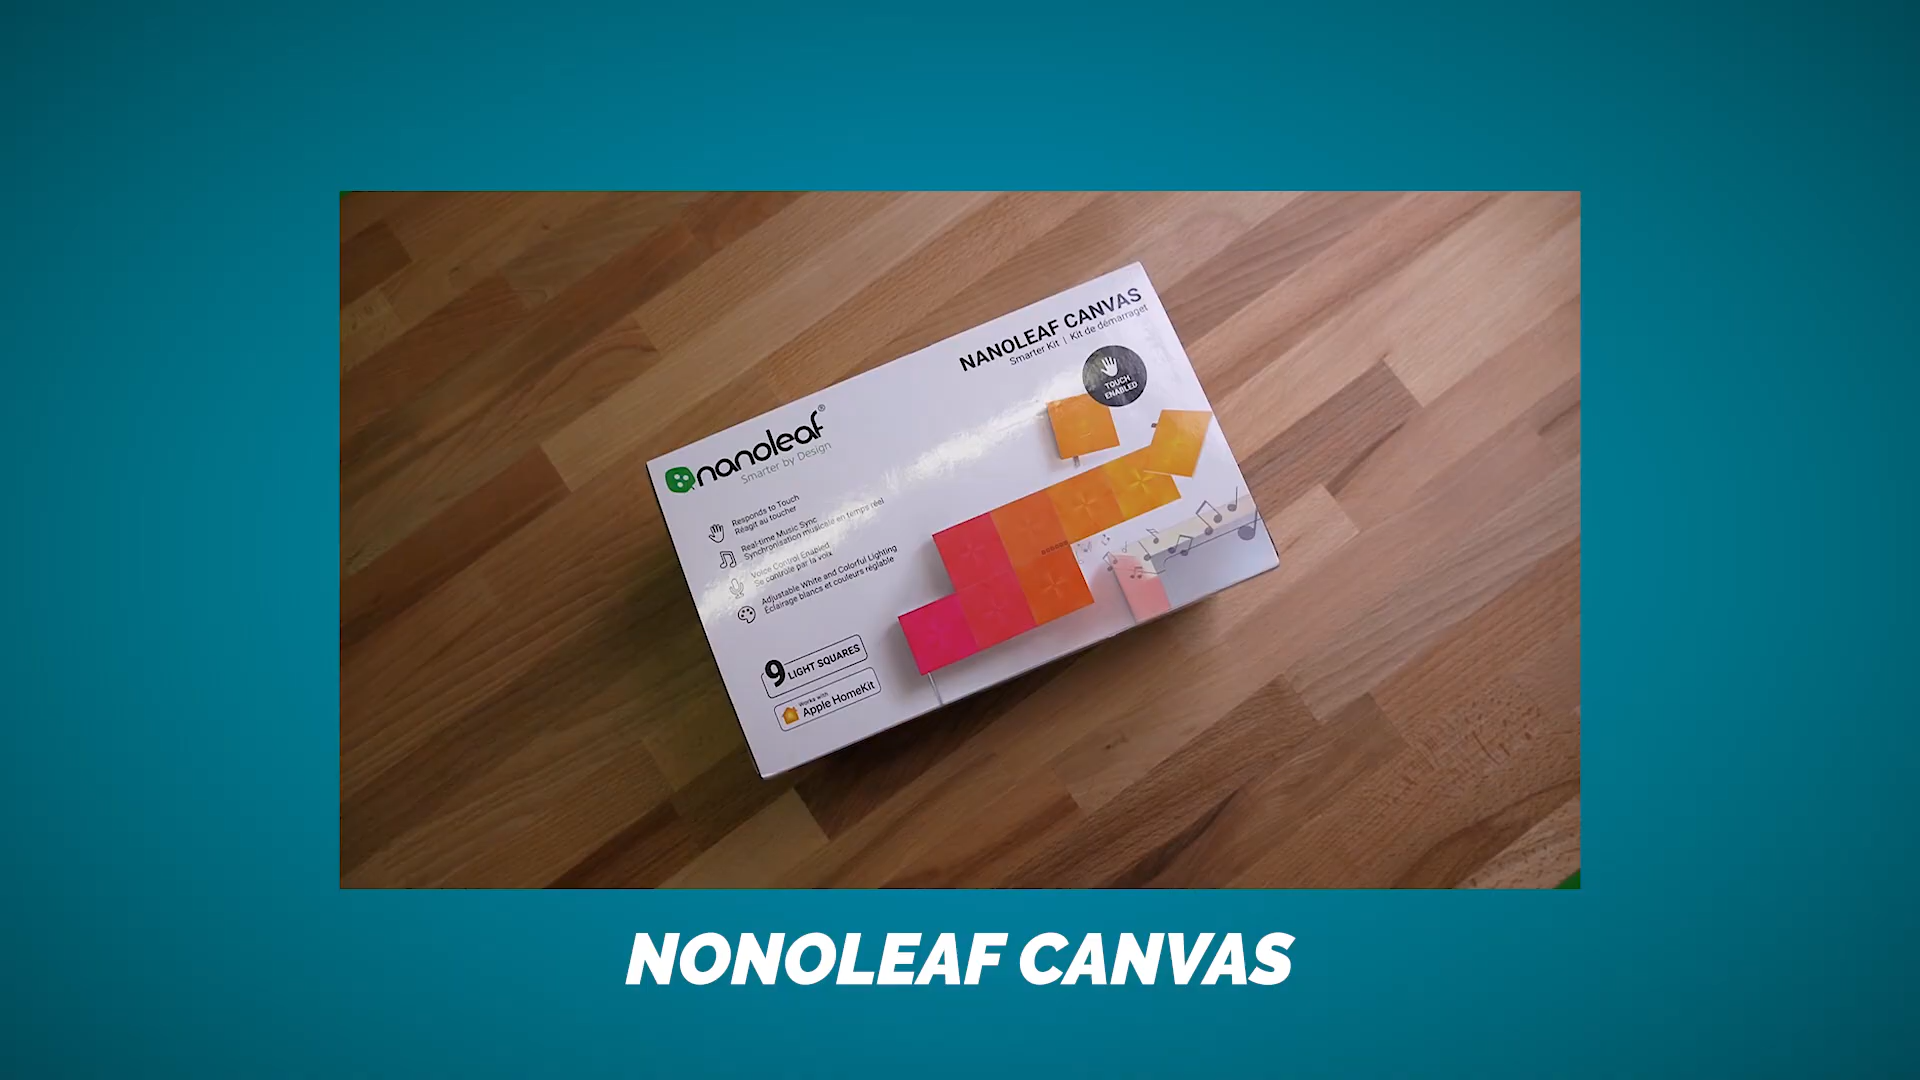 NANOLEAF CANVAS
Smarter Kit | Kit de démarraget
TOUCH
ENABLED
nanoleaf®
Smarter by Design
Responds to Touch
Réagit au toucher
Real-time Music Sync
Synchronisation musicale en temps réel
Voice Control Enabled
Se contrôle par la voix
Adjustable White and Colorful Lighting
Éclairage blancs et couleurs réglable
9 LIGHT SQUARES
Works with
Apple HomeKit
NONOLEAF CANVAS